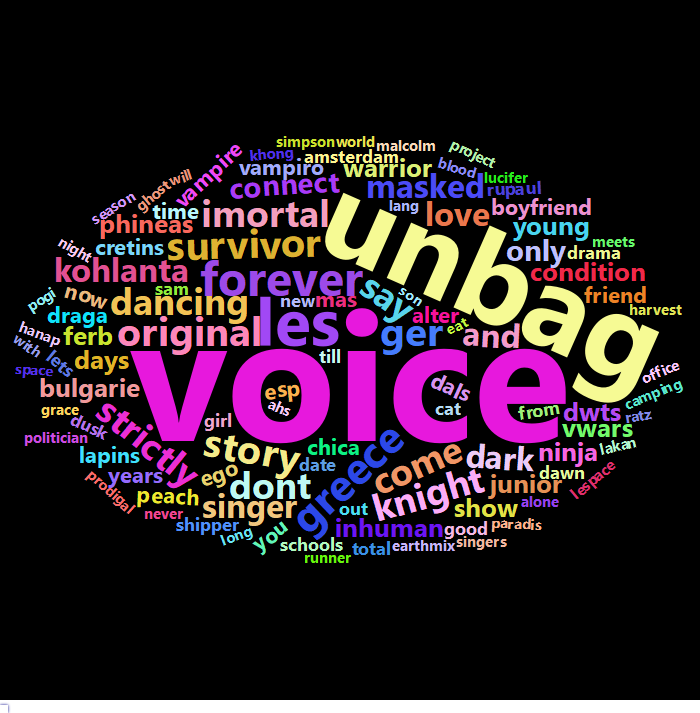 simpsonworld
malcolm
project
khong
amsterdam
vampire
vampiro
warrior
blood
lucifer
ghostwill
connect
masked
rupaul
season
time
imortal
lang
love
boyfriend
unbag
phineas
young
cretins
survivor
only
meets
drama
night
kohlanta
forever
say
son
condition
pogi
now
sam
new
mas
friend
draga
dancing
les
alter
eat
harvest
hanap
ferb
original
ger
and
with
lets
days
till
voice
office
space
bulgarie
esp
ahs
dals
camping
grace
strictly
girl
cat
from
dwts
ratz
dusk
politician
story
chica
greece
vwars
lapins
ego
date
come
dark
ninja
lakan
prodigal
years
dont
knight
dawn
lespace
peach
singer
junior
never
shipper
out
show
alone
long
you
inhuman
good
paradis
schools
total
earthmix
singers
runner